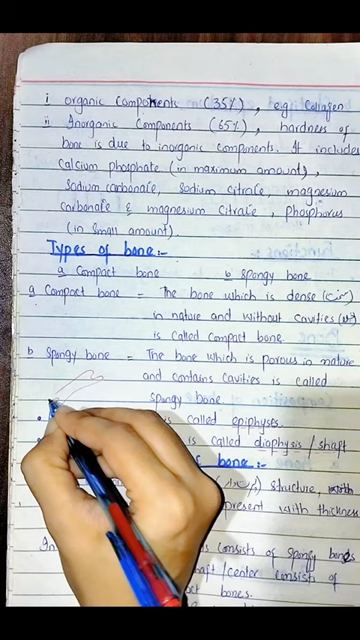 i organic components (35%), e.g Collagen
ii Inorganic Components (65%), hardness of
bone is due to inorganic components. It includes
calcium phosphate (in maximum amount),
Sodium carbonate, Sodium citrate, magnesium
carbonate & magnesium citrate, phosphorus
(in small amount)
Types of bone:-
a Compact bone b Spongy bone
a Compact bone = The bone which is dense
in nature and without cavities
is called compact bone.
b Spongy bone = The bone which is porous in nature
and contains cavities is called
spongy bone.
is called epiphyses.
is called diaphysis/shaft
bone:-
structure, with
present with thickness
In consists of spongy bones
shaft/center consists of
bones.